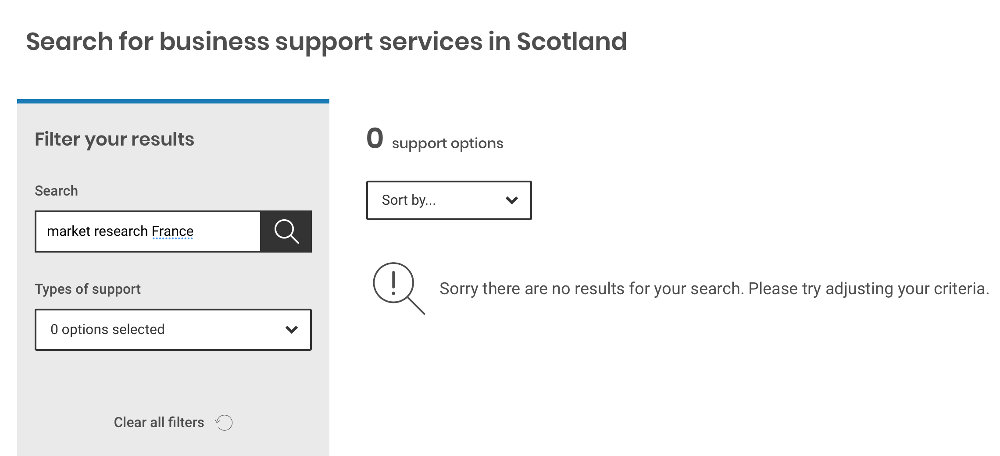 Search for business support services in Scotland
Filter your results
Search
market research France
Types of support
0 options selected
Clear all filters
0 support options
Sort by...
Sorry there are no results for your search. Please try adjusting your criteria.